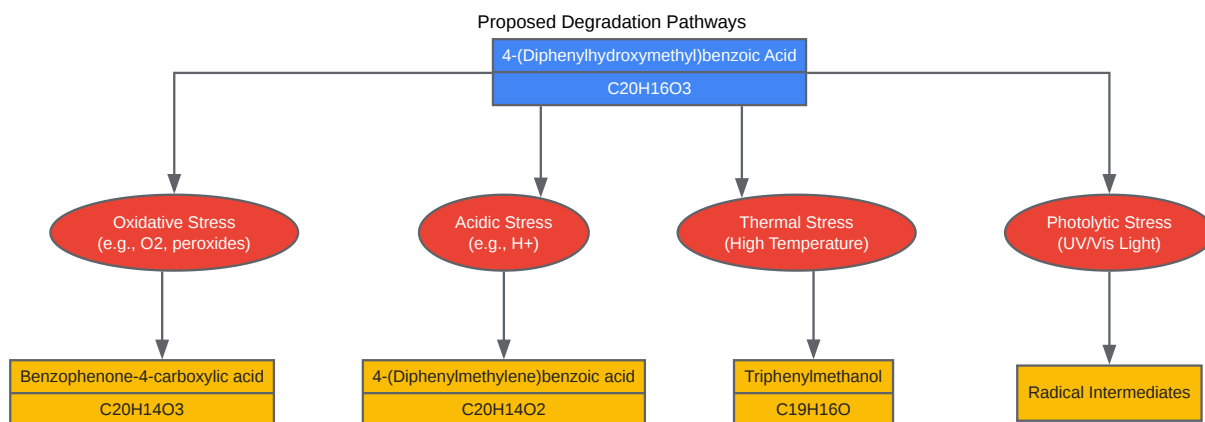 Proposed Degradation Pathways
4-(Diphenylhydroxymethyl)benzoic Acid
C20H16O3
Oxidative Stress
(e.g., O2, peroxides)
Acidic Stress
(e.g., H+)
Thermal Stress
(High Temperature)
Photolytic Stress
(UV/Vis Light)
Benzophenone-4-carboxylic acid
C20H14O3
4-(Diphenylmethylene)benzoic acid
C20H14O2
Triphenylmethanol
C19H16O
Radical Intermediates